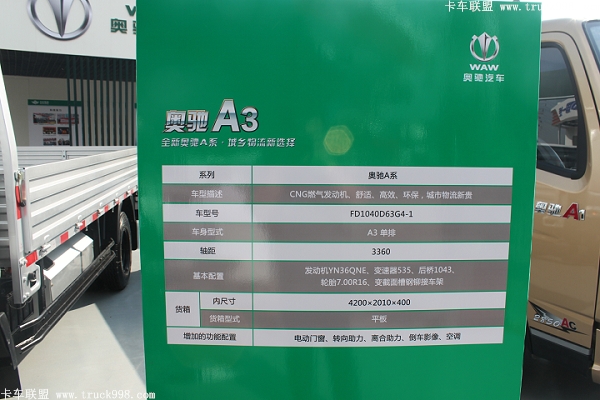 卡车联盟 www.truck998.com
WAW
奥驰
WAW
奥驰汽车
奥驰 A3
全新奥驰A系·城乡物流新选择
系列 奥驰A系
车型描述 CNG燃气发动机、舒适、高效、环保，城市物流新贵
车型号 FD1040D63G4-1
车身型式 A3 单排
轴距 3360
基本配置 发动机YN36QNE、变速器535、后桥1043、
轮胎7.00R16、变截面槽钢铆接车架
货箱 内尺寸 4200×2010×400
货箱型式 平板
增加的功能配置 电动门窗、转向助力、离合助力、倒车影像、空调
奥驰 A1
2850 AC
卡车联盟 www.truck998.com